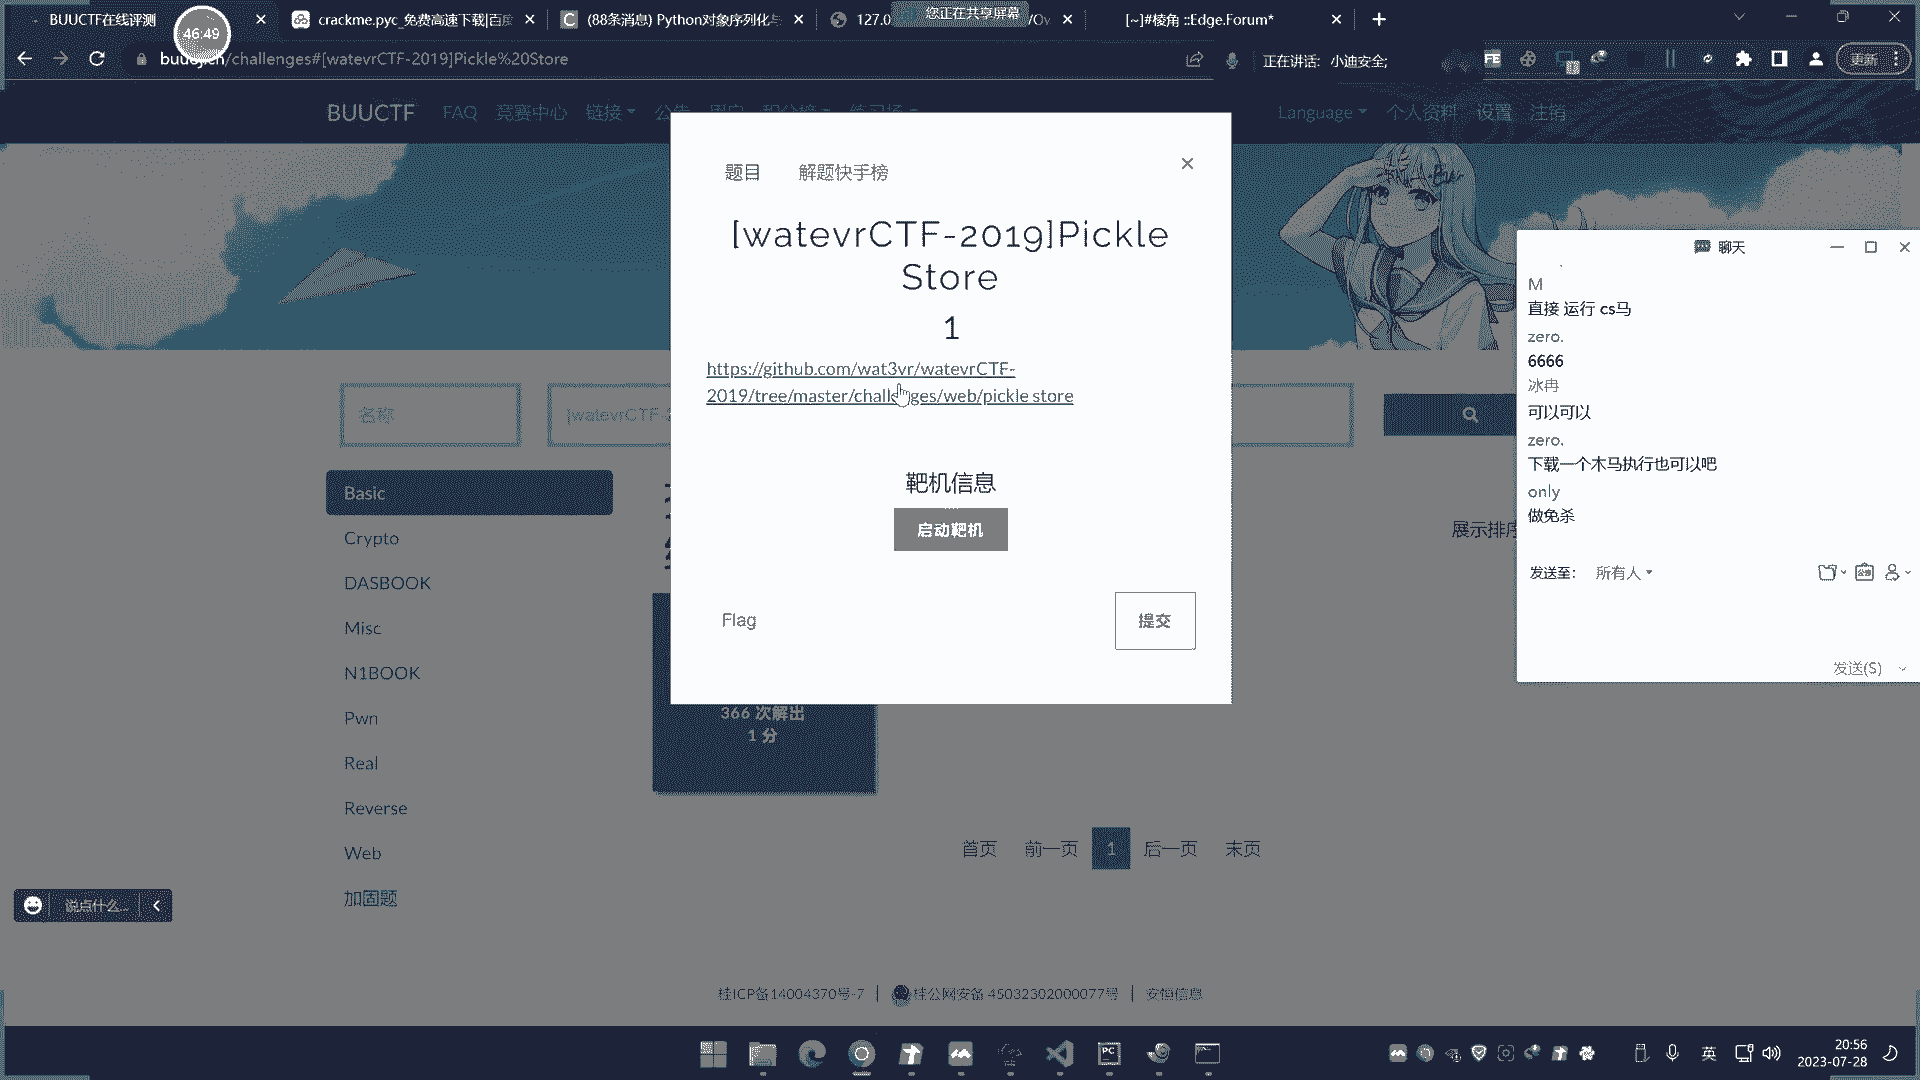 BUUCTF在线评测
crackme.pyc_免费高速下载|百度
(88条消息) Python对象序列化与
127.0
您正在共享屏幕
/Ov
[~]#棱角 ::Edge.Forum*
46:49
buuoj.cn/challenges#[watevrCTF-2019]Pickle%20Store
正在讲话: 小迪安全;
FE
更新
BUUCTF
FAQ
竞赛中心
链接
公告
Language
个人资料
设置
注销
题目
解题快手榜
[watevrCTF-2019]Pickle
Store
1
https://github.com/wat3vr/watevrCTF-
2019/tree/master/challenges/web/pickle store
靶机信息
启动靶机
Flag
提交
名称
[watevrCTF-2
展示排序
Basic
Crypto
DASBOOK
Misc
N1BOOK
Pwn
Real
Reverse
Web
加固题
366 次解出
1 分
首页
前一页
1
后一页
末页
聊天
M
直接 运行 cs马
zero.
6666
冰冉
可以可以
zero.
下载一个木马执行也可以吧
only
做免杀
发送至:
所有人
发送(S)
说点什么...
桂ICP备14004370号-7
桂公网安备 45032302000077号
安恒信息
英
20:56
2023-07-28